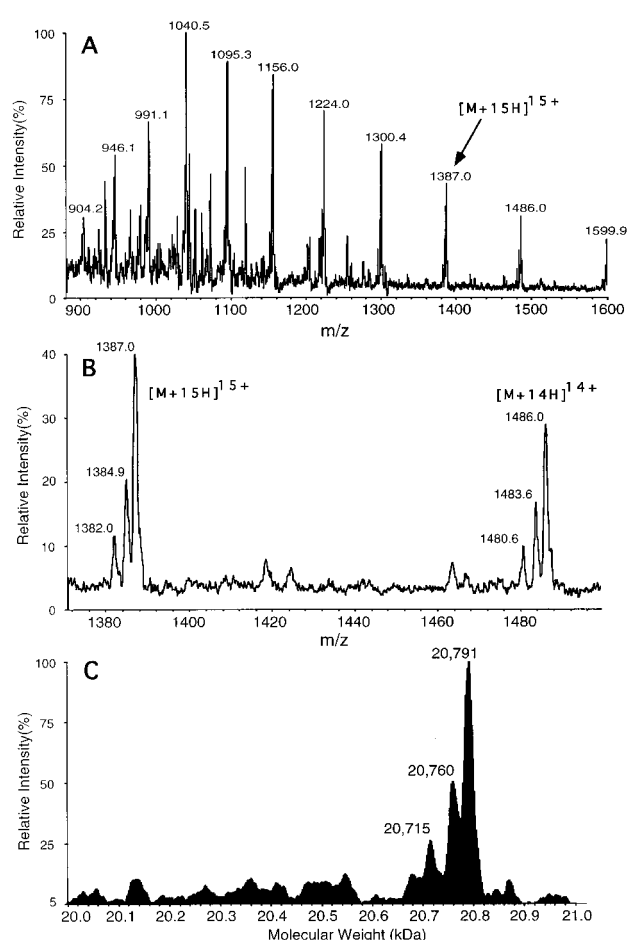 A
Relative Intensity(%)
100
75
50
25
0
904.2
946.1
991.1
1040.5
1095.3
1156.0
1224.0
1300.4
[M+15H]15+
1387.0
1486.0
1599.9
900 1000 1100 1200 1300 1400 1500 1600
m/z
B
Relative Intensity(%)
40
30
20
10
0
1387.0
[M+15H]15+
1384.9
1382.0
[M+14H]14+
1486.0
1483.6
1480.6
1380 1400 1420 1440 1460 1480
m/z
C
Relative Intensity(%)
100
75
50
25
5
20,791
20,760
20,715
20.0 20.1 20.2 20.3 20.4 20.5 20.6 20.7 20.8 20.9 21.0
Molecular Weight (kDa)